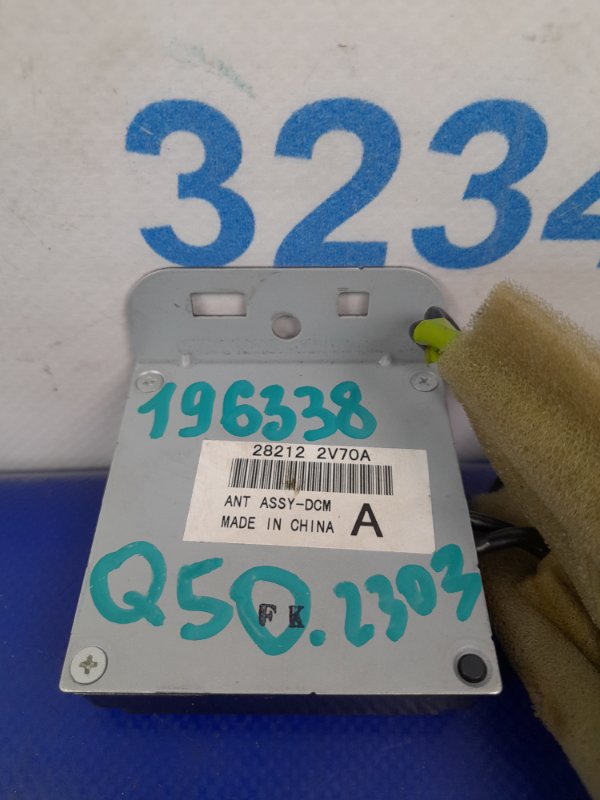 3234
196338
28212 2V70A
ANT ASSY-DCM
MADE IN CHINA A
Q50.2303
FK